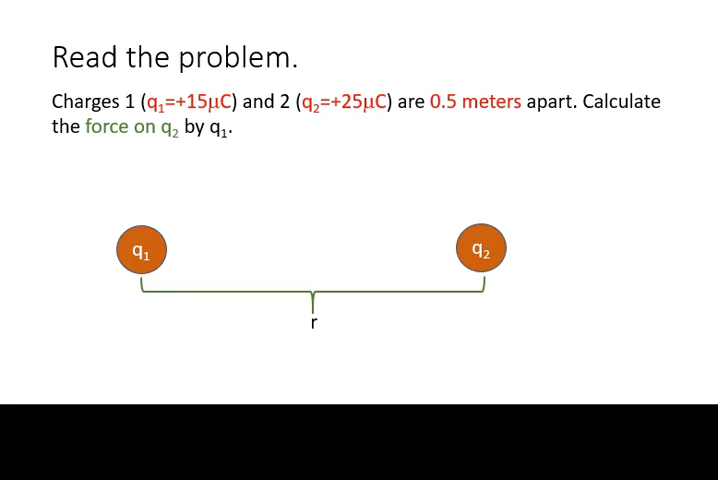 Read the problem.
Charges 1 (q₁=+15μC) and 2 (q₂=+25μC) are 0.5 meters apart. Calculate
the force on q₂ by q₁.
q₁ q₂
r